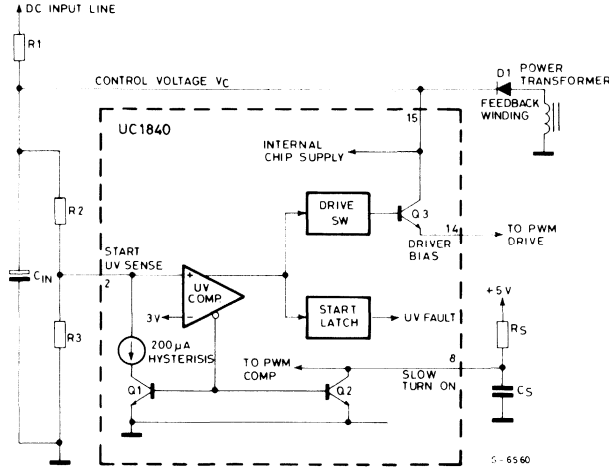 DC INPUT LINE
R1
CONTROL VOLTAGE VC
D1
POWER
TRANSFORMER
FEEDBACK
WINDING
15
UC1840
INTERNAL
CHIP SUPPLY
R2
DRIVE
SW
Q3
14
TO PWM
DRIVE
DRIVER
BIAS
START
UV SENSE
2
CIN
+
UV
COMP
-
3V
START
LATCH
UV FAULT
+5V
RS
R3
200μA
HYSTERISIS
TO PWM
COMP
8
SLOW
TURN ON
CS
Q1
Q2
S-6560